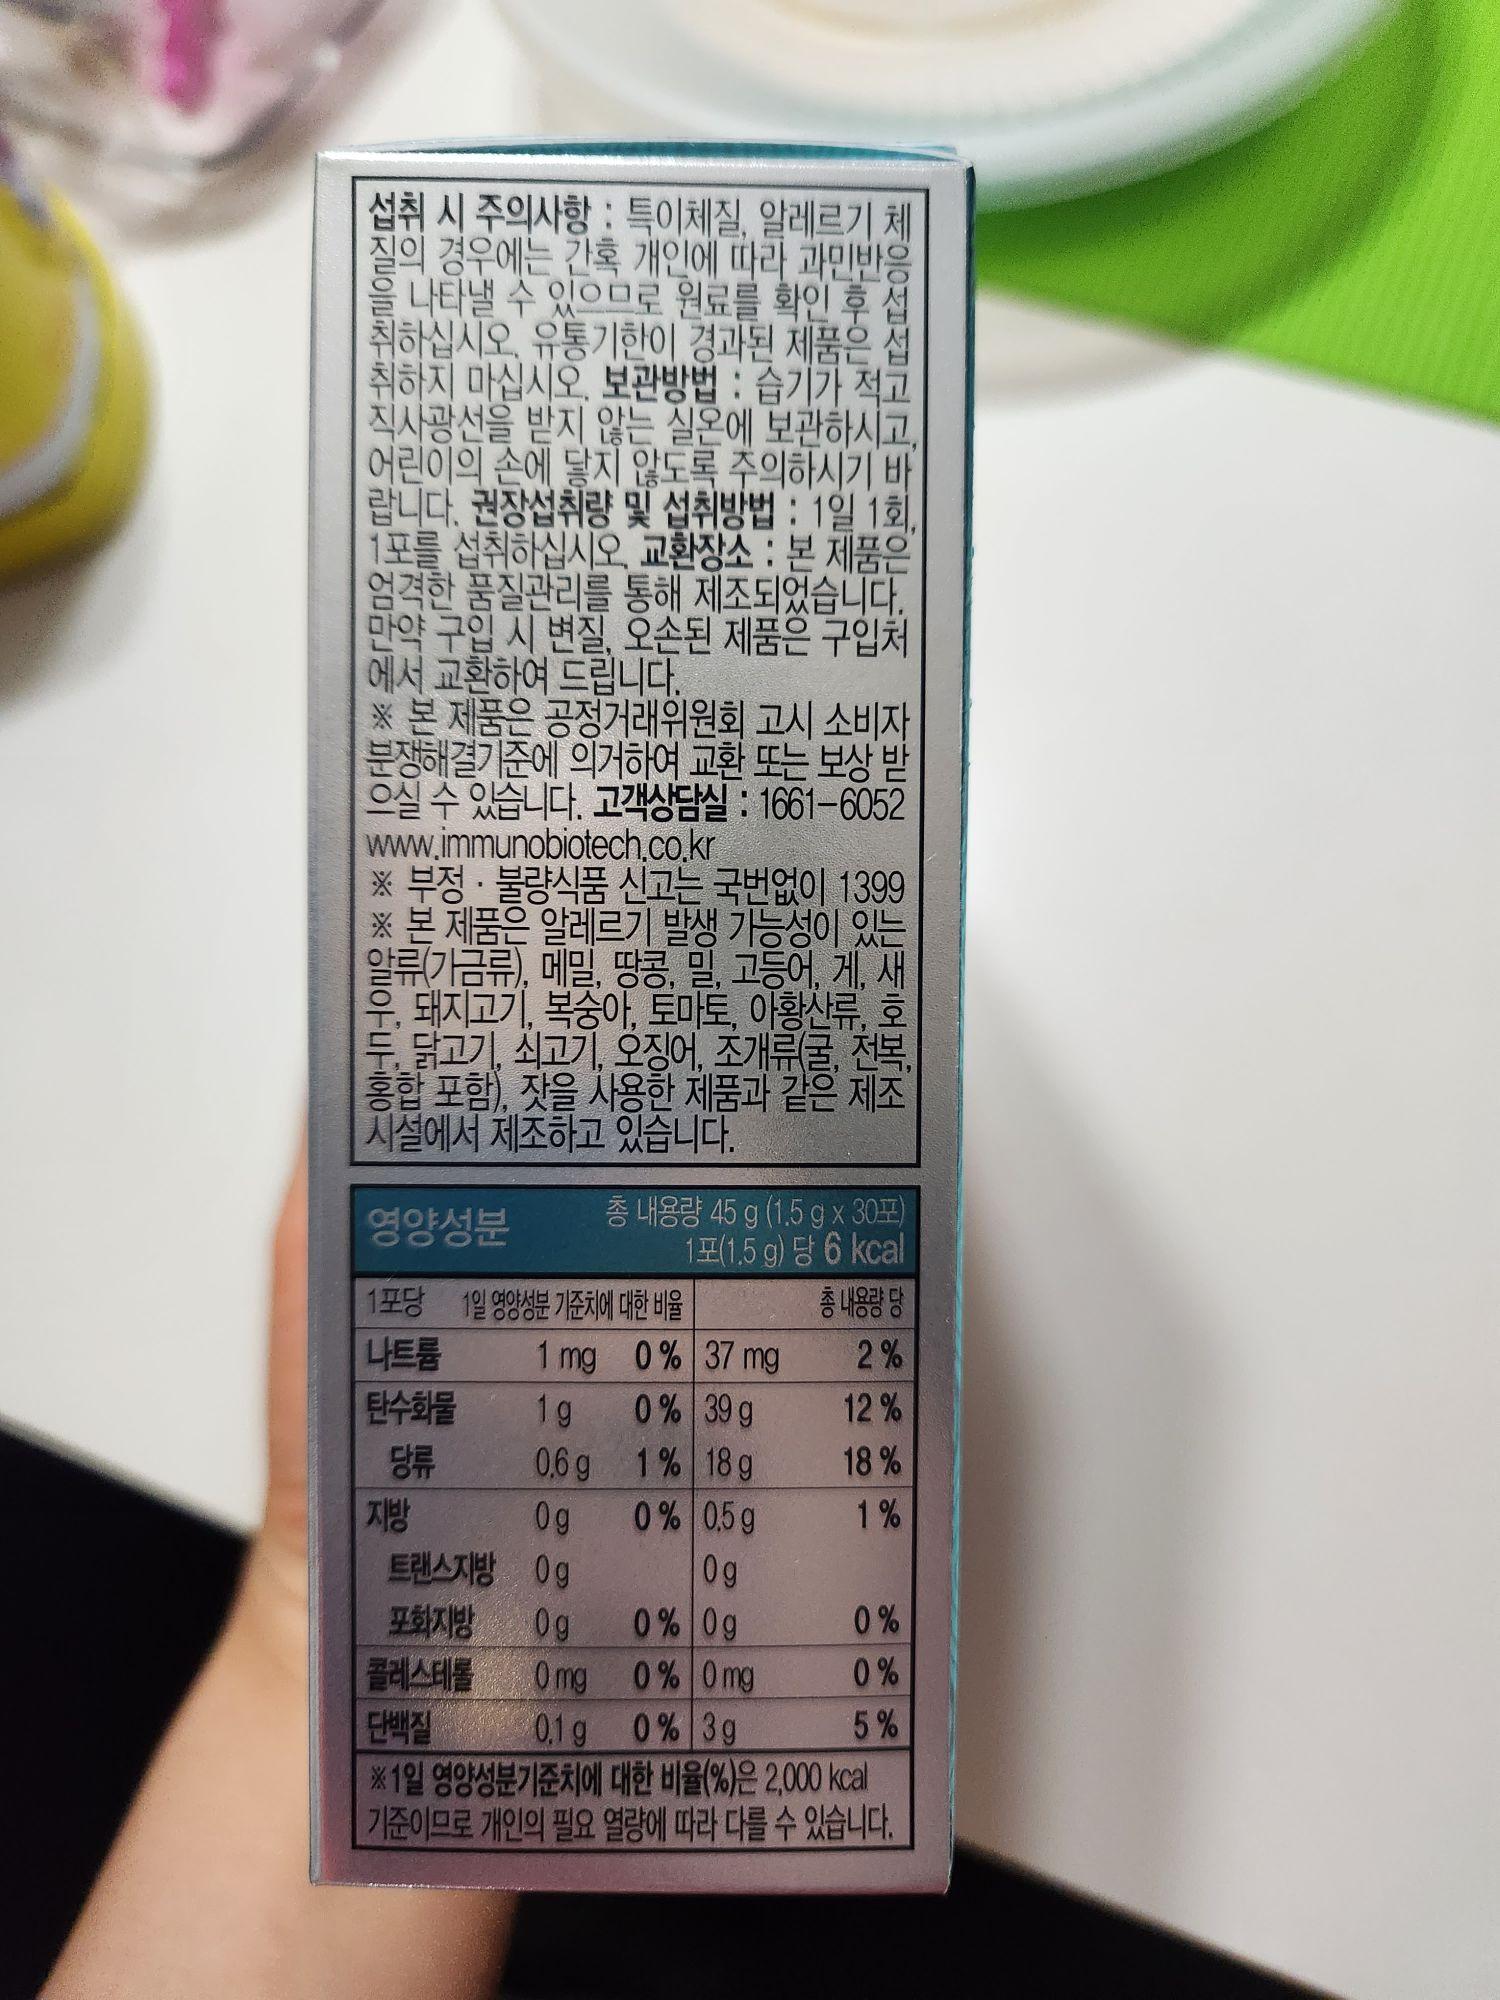 섭취 시 주의사항 : 특이체질, 알레르기 체
질의 경우에는 간혹 개인에 따라 과민반응
을 나타낼 수 있으므로 원료를 확인 후 섭
취하십시오. 유통기한이 경과된 제품은 섭
취하지 마십시오. 보관방법 : 습기가 적고
직사광선을 받지 않는 실온에 보관하시고,
어린이의 손에 닿지 않도록 주의하시기 바
랍니다. 권장섭취량 및 섭취방법 : 1일 1회,
1포를 섭취하십시오. 교환장소 : 본 제품은
엄격한 품질관리를 통해 제조되었습니다.
만약 구입 시 변질, 오손된 제품은 구입처
에서 교환하여 드립니다.
※ 본 제품은 공정거래위원회 고시 소비자
분쟁해결기준에 의거하여 교환 또는 보상 받
으실 수 있습니다. 고객상담실 : 1661-6052
www.immunobiotech.co.kr
※ 부정 · 불량식품 신고는 국번없이 1399
※ 본 제품은 알레르기 발생 가능성이 있는
알류(가금류), 메밀, 땅콩, 밀, 고등어, 게, 새
우, 돼지고기, 복숭아, 토마토, 아황산류, 호
두, 닭고기, 쇠고기, 오징어, 조개류(굴, 전복,
홍합 포함), 잣을 사용한 제품과 같은 제조
시설에서 제조하고 있습니다.
영양성분 총 내용량 45 g (1.5 g x 30포)
1포(1.5 g) 당 6 kcal
1포당 1일 영양성분 기준치에 대한 비율 총 내용량 당
나트륨 1 mg 0 % 37 mg 2 %
탄수화물 1 g 0 % 39 g 12 %
당류 0.6 g 1 % 18 g 18 %
지방 0 g 0 % 0.5 g 1 %
트랜스지방 0 g 0 g
포화지방 0 g 0 % 0 g 0 %
콜레스테롤 0 mg 0 % 0 mg 0 %
단백질 0.1 g 0 % 3 g 5 %
※1일 영양성분기준치에 대한 비율(%)은 2,000 kcal
기준이므로 개인의 필요 열량에 따라 다를 수 있습니다.